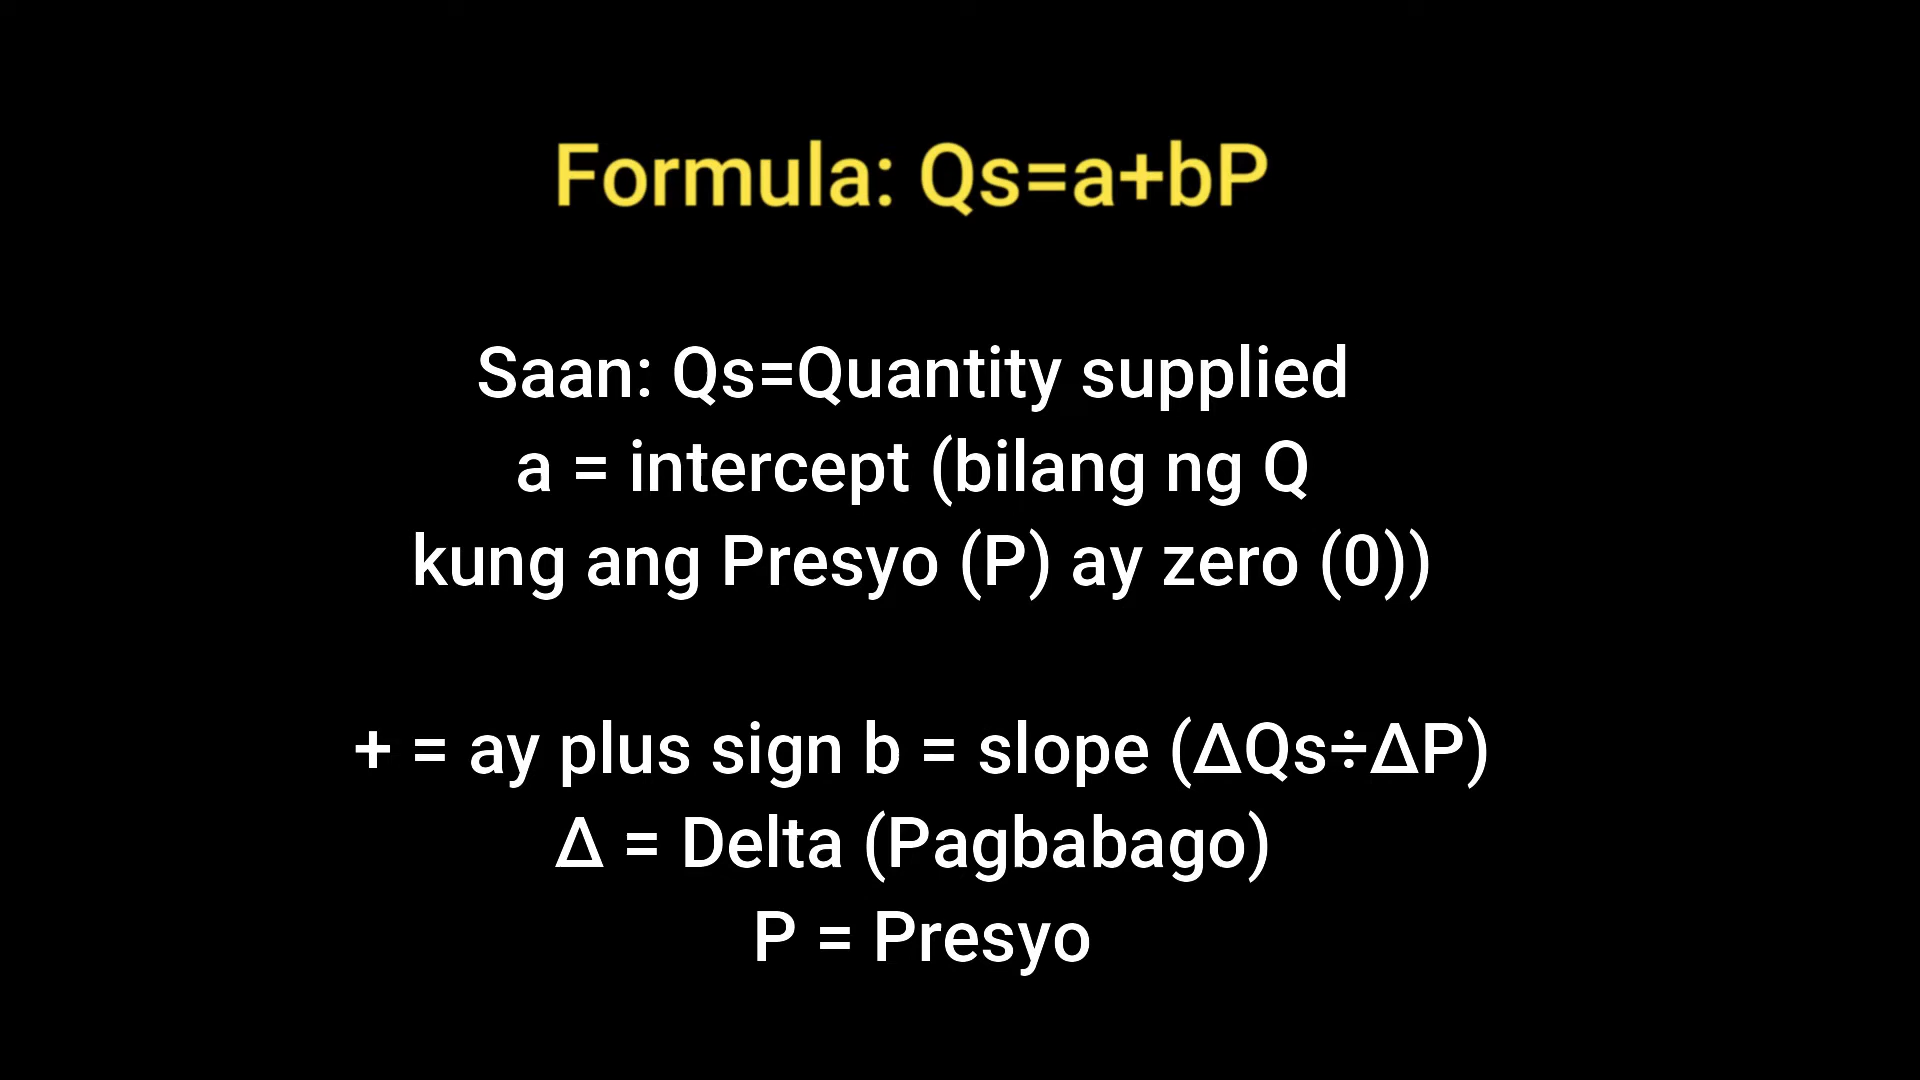 Formula: Qs=a+bP
Saan: Qs=Quantity supplied
a = intercept (bilang ng Q
kung ang Presyo (P) ay zero (0))
+ = ay plus sign b = slope (ΔQs÷ΔP)
Δ = Delta (Pagbabago)
P = Presyo